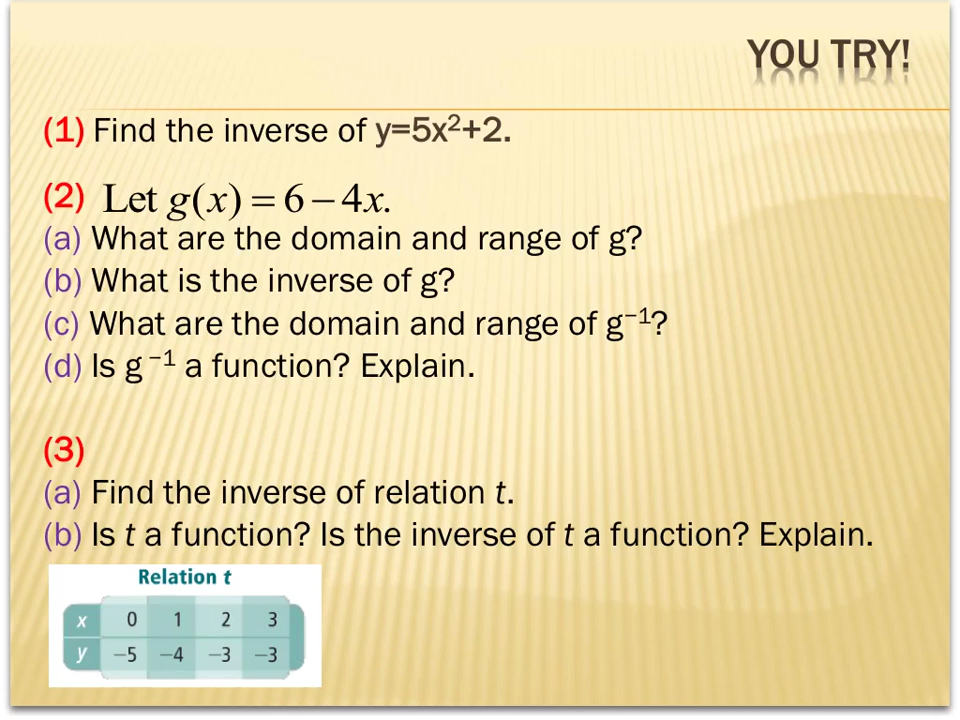 YOU TRY!
(1) Find the inverse of y=5x²+2.
(2) Let g(x) = 6 − 4x.
(a) What are the domain and range of g?
(b) What is the inverse of g?
(c) What are the domain and range of g⁻¹?
(d) Is g ⁻¹ a function? Explain.
(3)
(a) Find the inverse of relation t.
(b) Is t a function? Is the inverse of t a function? Explain.
Relation t
x 0 1 2 3
y −5 −4 −3 −3